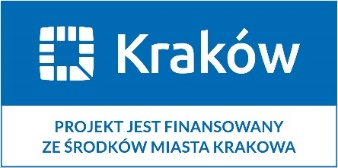 Kraków
PROJEKT JEST FINANSOWANY
ZE ŚRODKÓW MIASTA KRAKOWA